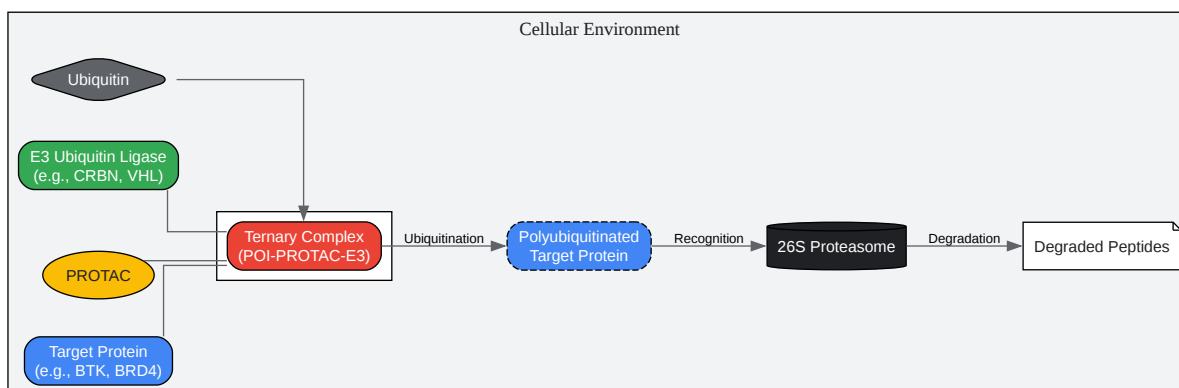 Cellular Environment
Ubiquitin
E3 Ubiquitin Ligase
(e.g., CRBN, VHL)
PROTAC
Target Protein
(e.g., BTK, BRD4)
Ternary Complex
(POI-PROTAC-E3)
Ubiquitination
Polyubiquitinated
Target Protein
Recognition
26S Proteasome
Degradation
Degraded Peptides